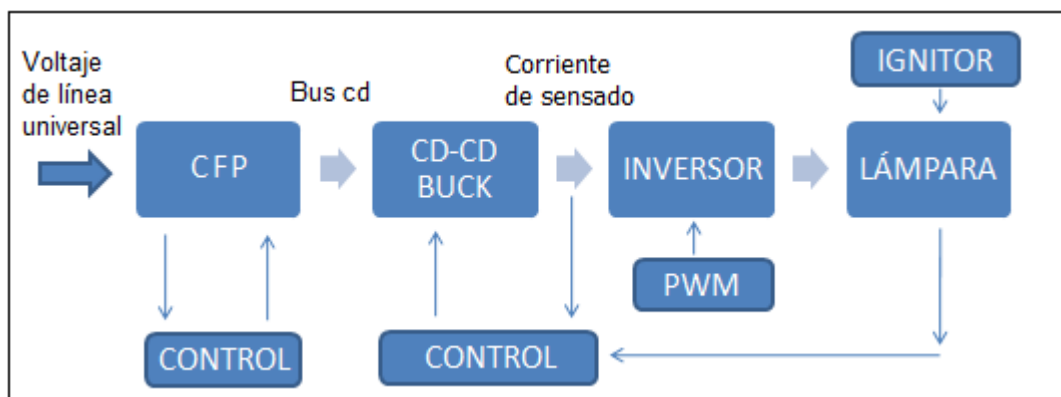 Voltaje
de línea
universal
Bus cd
Corriente
de sensado
IGNITOR
CFP
CD-CD
BUCK
INVERSOR
LÁMPARA
PWM
CONTROL
CONTROL